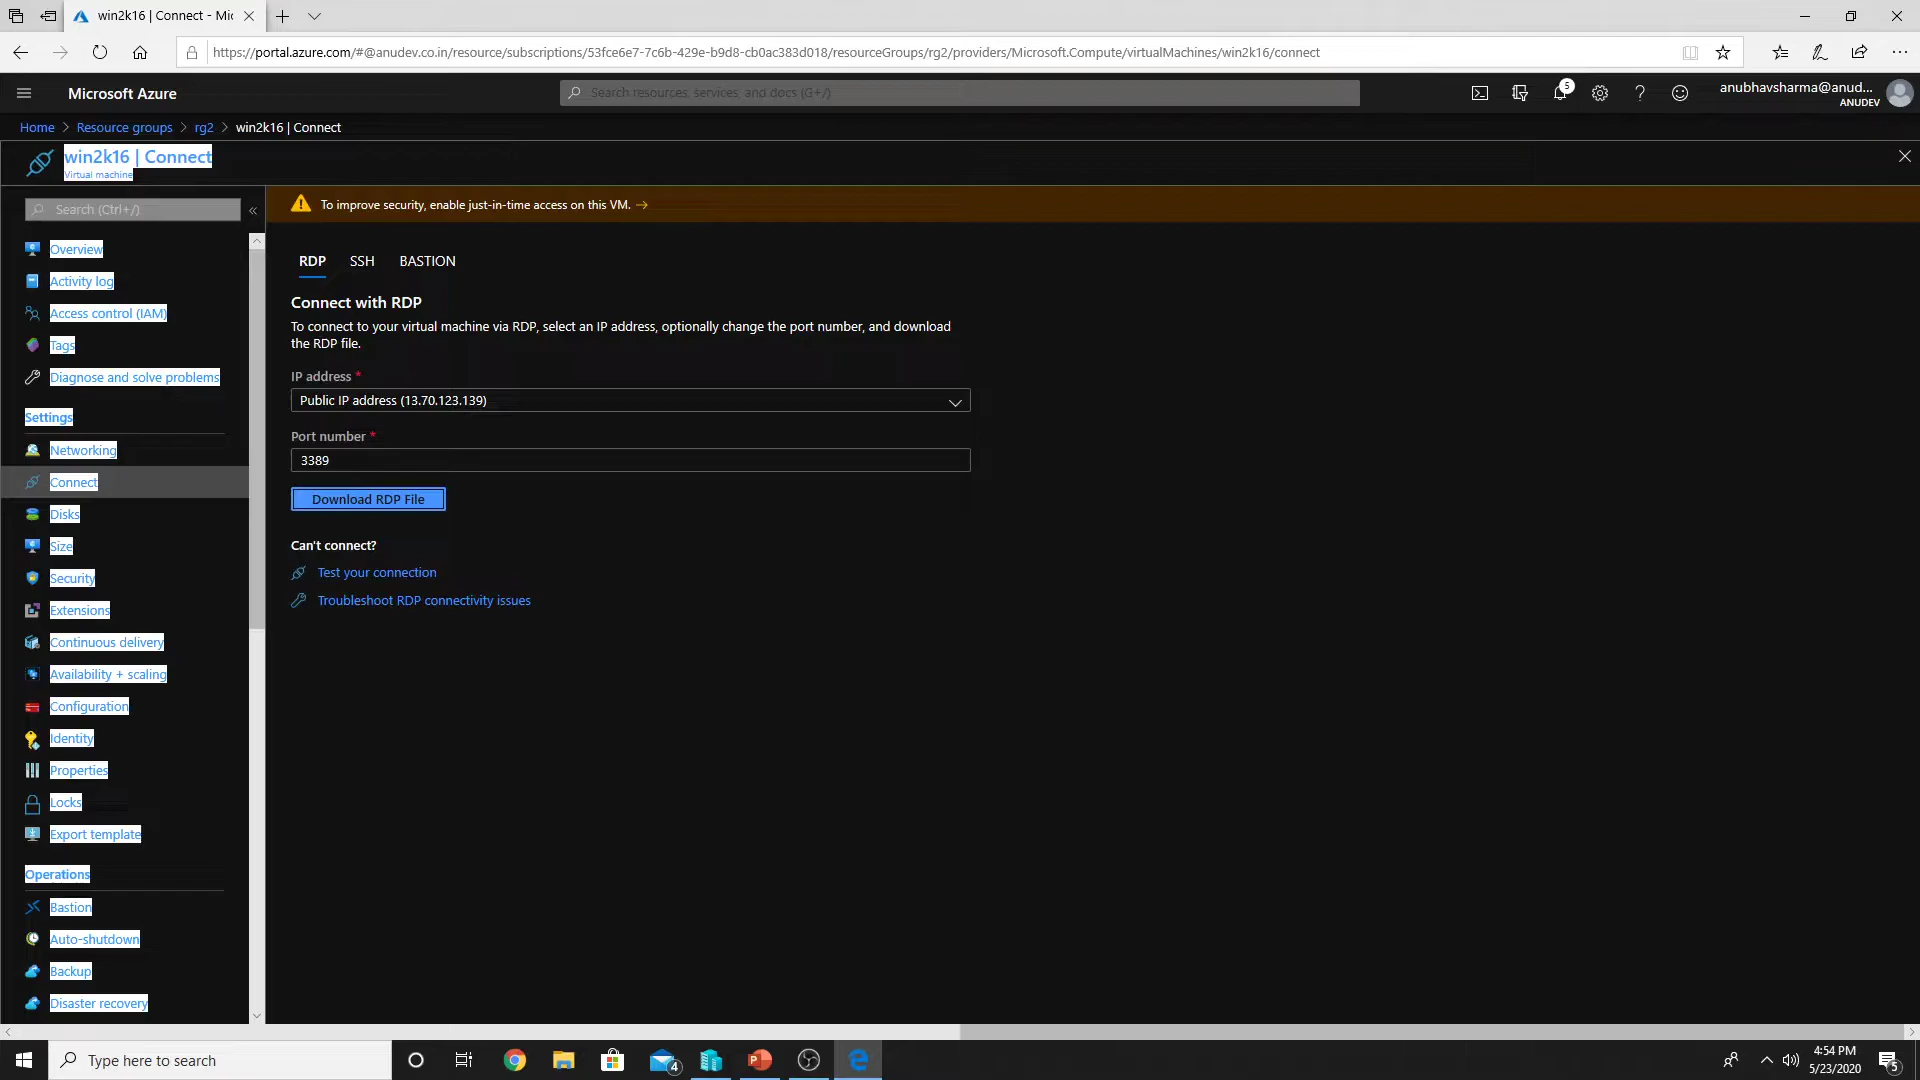 win2k16 | Connect - Mic
https://portal.azure.com/#@anudev.co.in/resource/subscriptions/53fce6e7-7c6b-429e-b9d8-cb0ac383d018/resourceGroups/rg2/providers/Microsoft.Compute/virtualMachines/win2k16/connect
Microsoft Azure
Search resources, services, and docs (G+/)
5
anubhavsharma@anud...
ANUDEV
Home > Resource groups > rg2 > win2k16 | Connect
win2k16 | Connect
Virtual machine
Search (Ctrl+/)
«
To improve security, enable just-in-time access on this VM. →
Overview
Activity log
Access control (IAM)
Tags
Diagnose and solve problems
Settings
Networking
Connect
Disks
Size
Security
Extensions
Continuous delivery
Availability + scaling
Configuration
Identity
Properties
Locks
Export template
Operations
Bastion
Auto-shutdown
Backup
Disaster recovery
RDP SSH BASTION
Connect with RDP
To connect to your virtual machine via RDP, select an IP address, optionally change the port number, and download
the RDP file.
IP address *
Public IP address (13.70.123.139)
Port number *
3389
Download RDP File
Can't connect?
Test your connection
Troubleshoot RDP connectivity issues
Type here to search
4
4:54 PM
5/23/2020
5